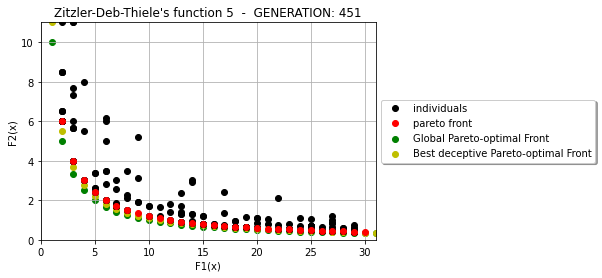 Zitzler-Deb-Thiele's function 5 - GENERATION: 451
10
8
6
4
2
0
F2(x)
0
5
10
15
20
25
30
F1(x)
individuals
pareto front
Global Pareto-optimal Front
Best deceptive Pareto-optimal Front